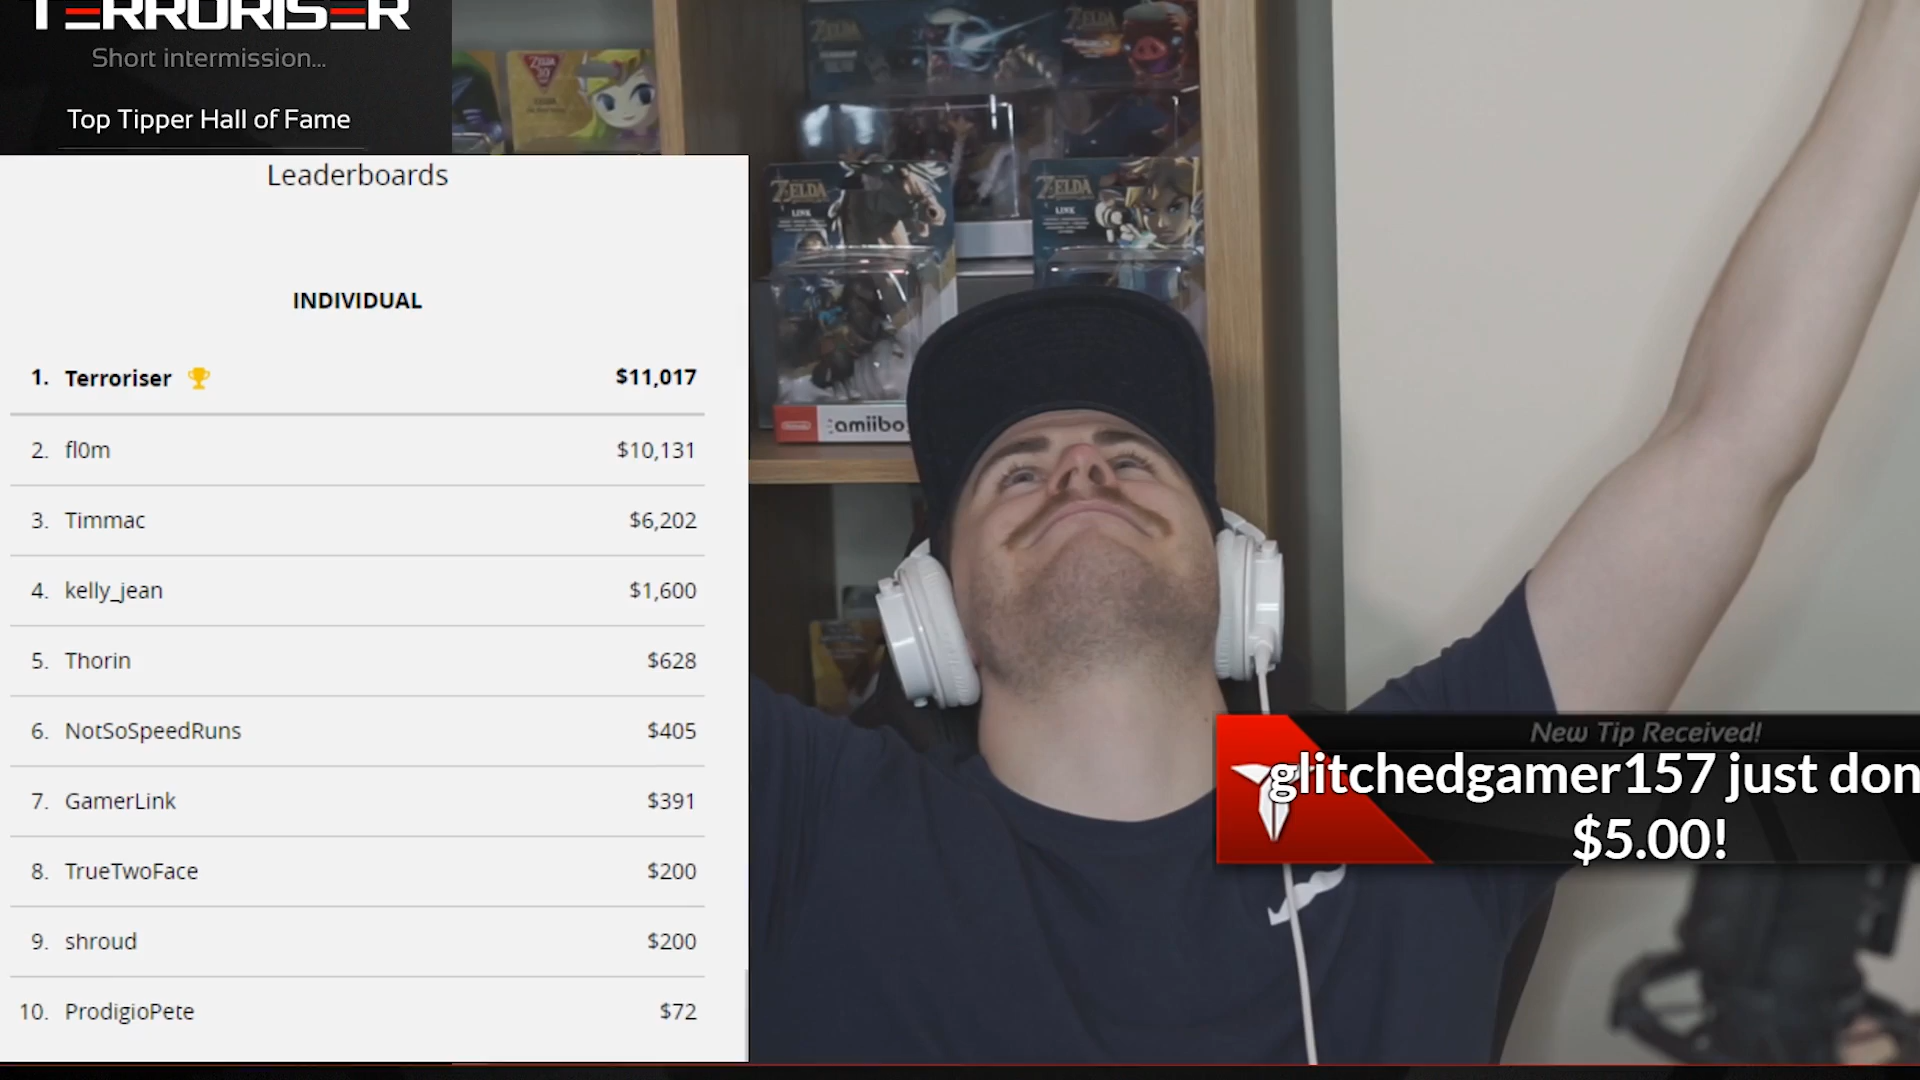 TERRORISER
Short intermission...
Top Tipper Hall of Fame
Leaderboards
INDIVIDUAL
1. Terroriser $11,017
2. fl0m $10,131
3. Timmac $6,202
4. kelly_jean $1,600
5. Thorin $628
6. NotSoSpeedRuns $405
7. GamerLink $391
8. TrueTwoFace $200
9. shroud $200
10. ProdigioPete $72
ZELDA
ZELDA
ZELDA
ZELDA
LINK
ZELDA
LINK
amiibo
New Tip Received!
glitchedgamer157 just don
$5.00!